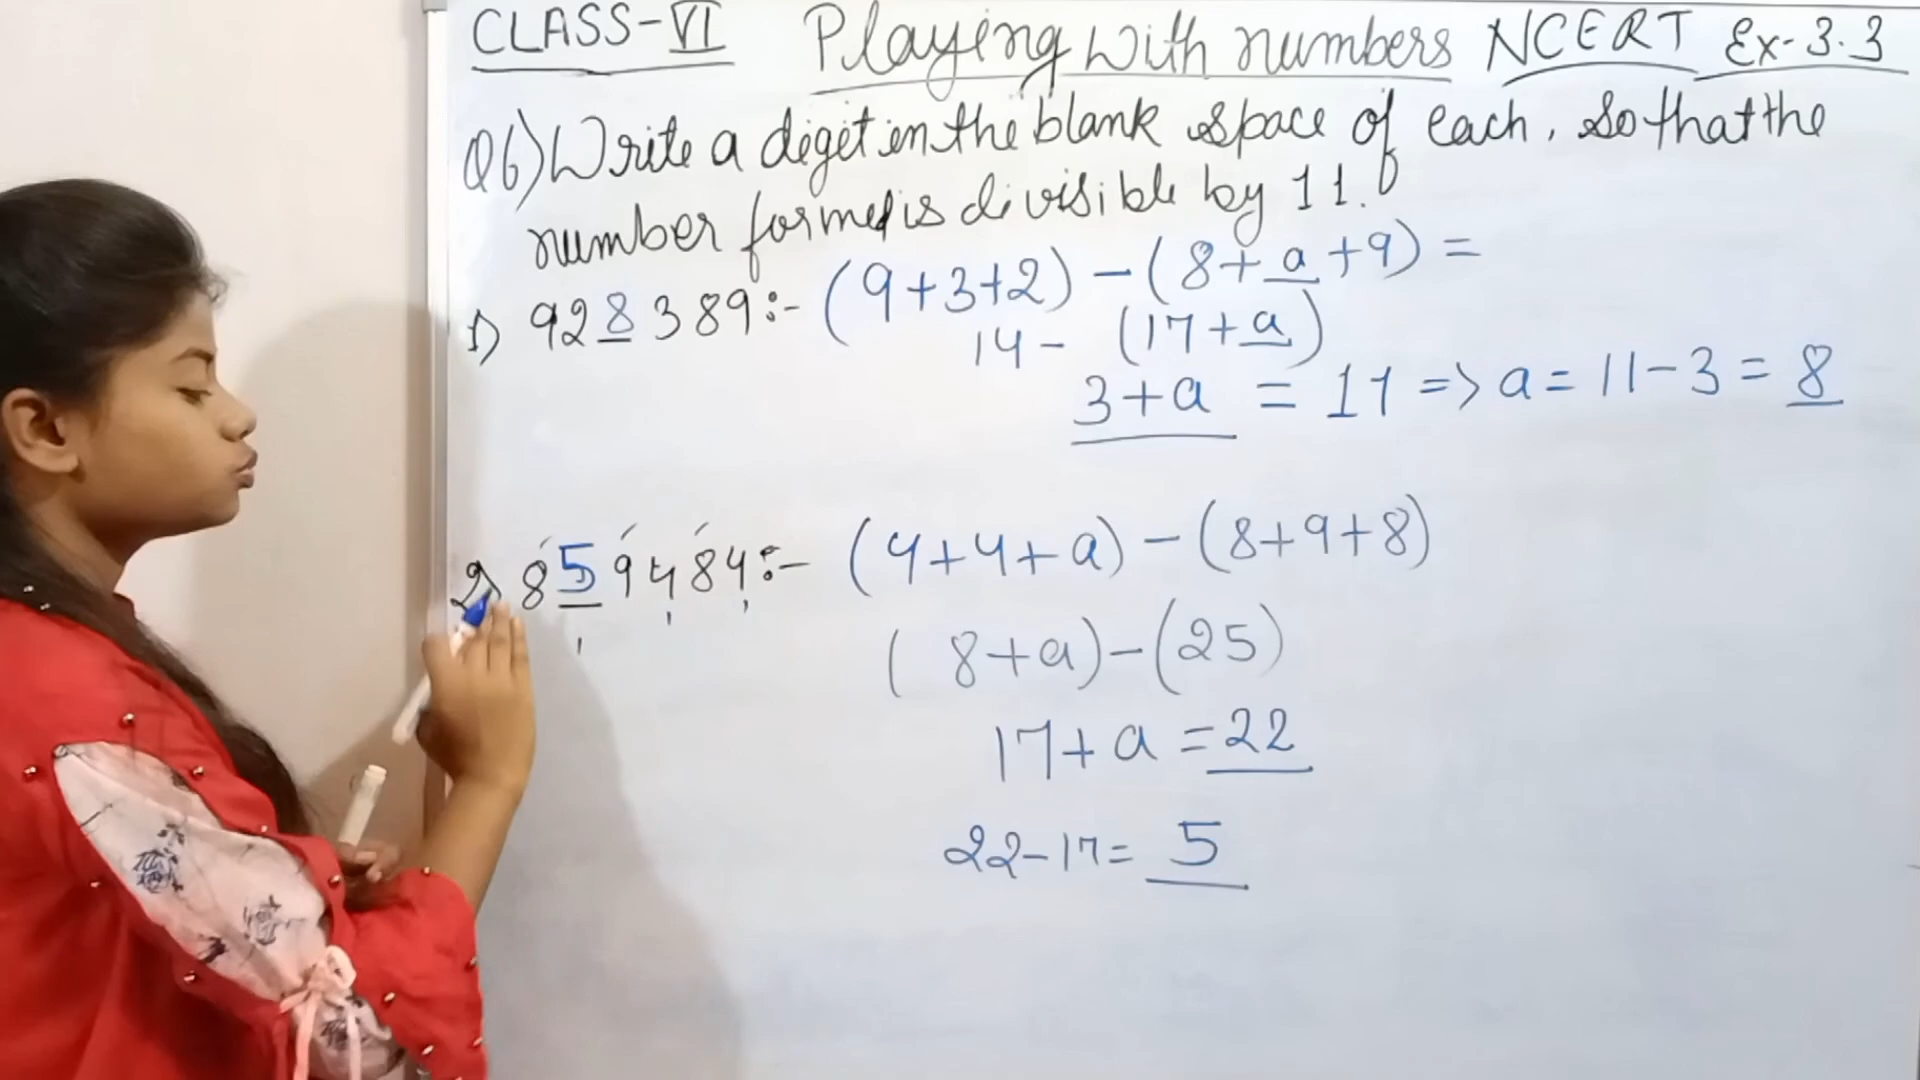 CLASS-VI Playing with numbers NCERT Ex-3.3
Q6) Write a digit in the blank space of each, so that the
number formed is divisible by 11.
1) 928389:- (9+3+2) - (8+a+9) =
14 - (17+a)
3+a = 11 => a = 11-3 = 8
2) 859484:- (4+4+a) - (8+9+8)
(8+a)-(25)
17+a = 22
22-17= 5